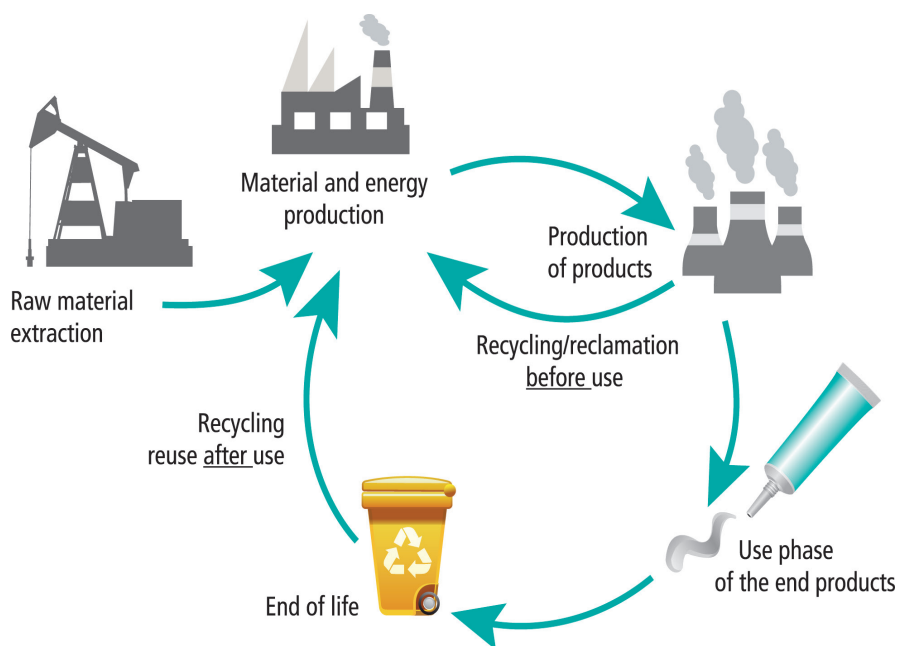 Material and energy
production
Raw material
extraction
Production
of products
Recycling/reclamation
before use
Recycling
reuse after use
Use phase
of the end products
End of life